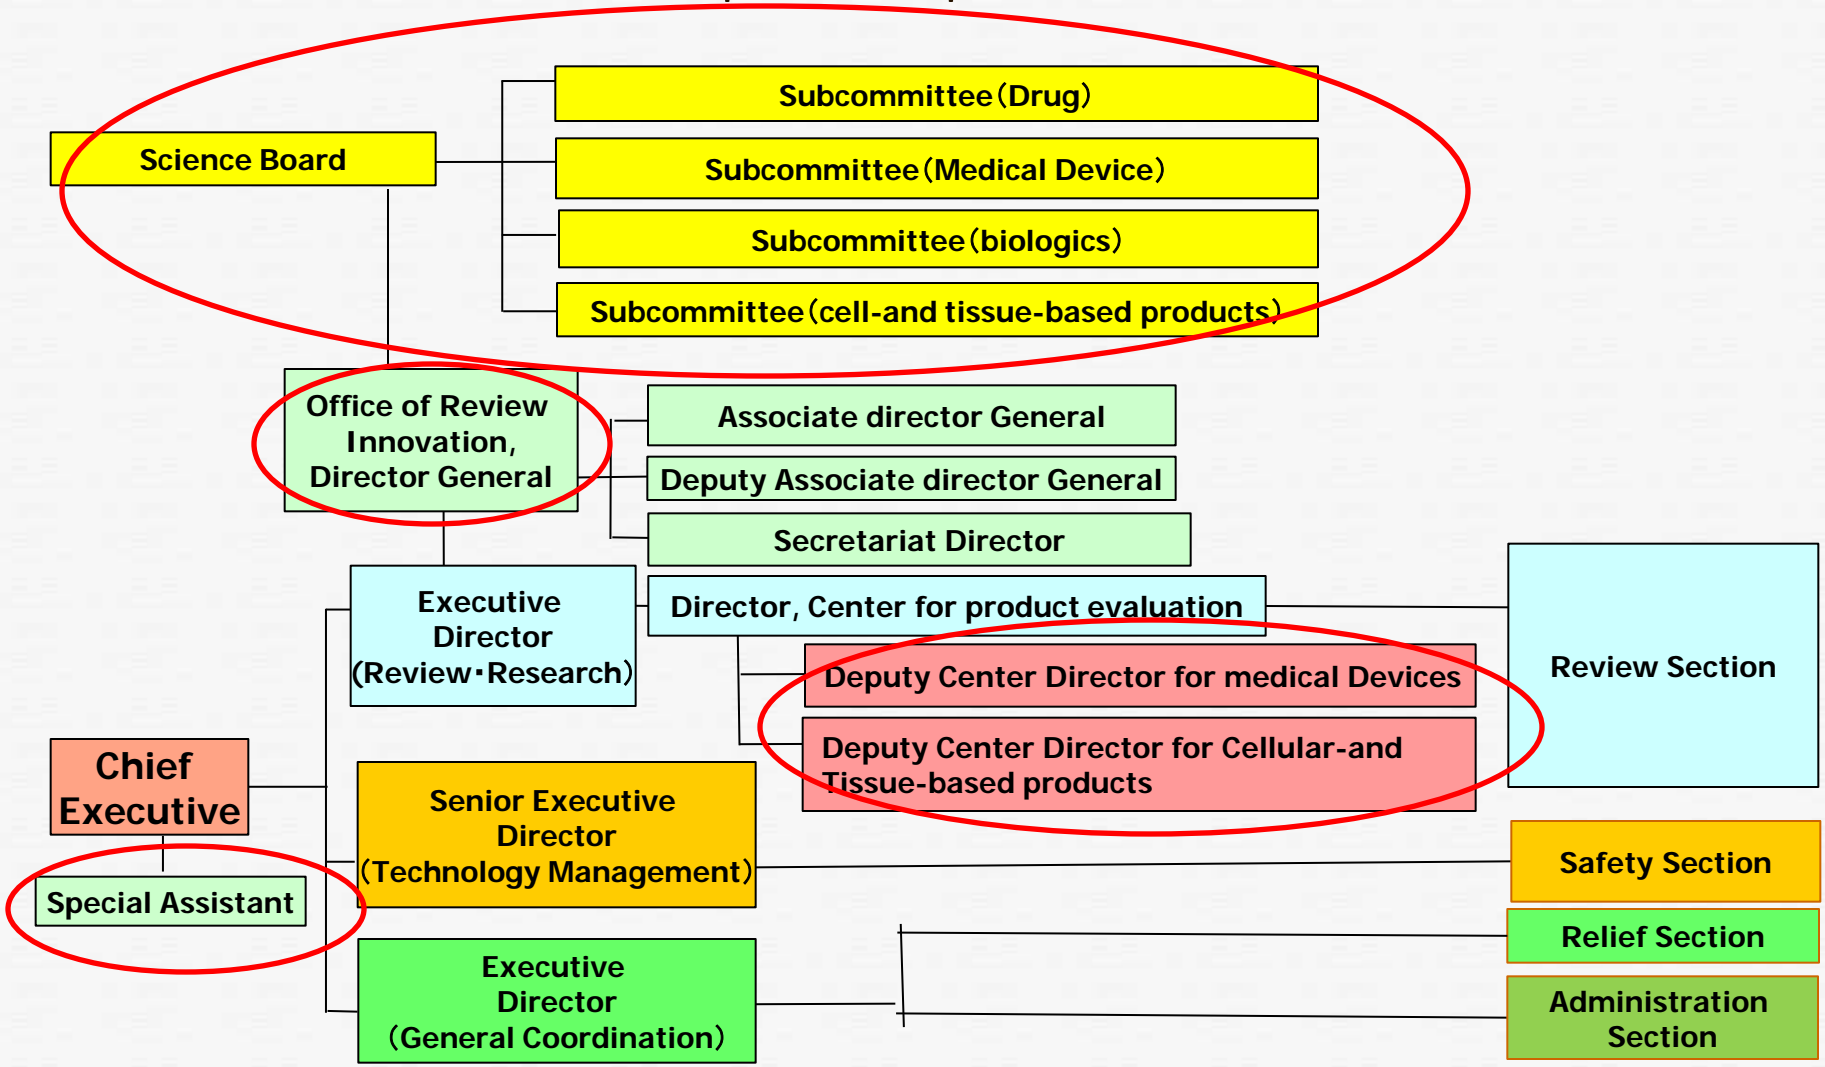 Subcommittee（Drug）
Science Board
Subcommittee（Medical Device）
Subcommittee（biologics）
Subcommittee（cell-and tissue-based products）
Office of Review
Innovation,
Director General
Associate director General
Deputy Associate director General
Secretariat Director
Executive
Director
（Review・Research）
Director, Center for product evaluation
Deputy Center Director for medical Devices
Deputy Center Director for Cellular-and
Tissue-based products
Review Section
Chief
Executive
Special Assistant
Senior Executive
Director
（Technology Management）
Safety Section
Executive
Director
（General Coordination）
Relief Section
Administration
Section